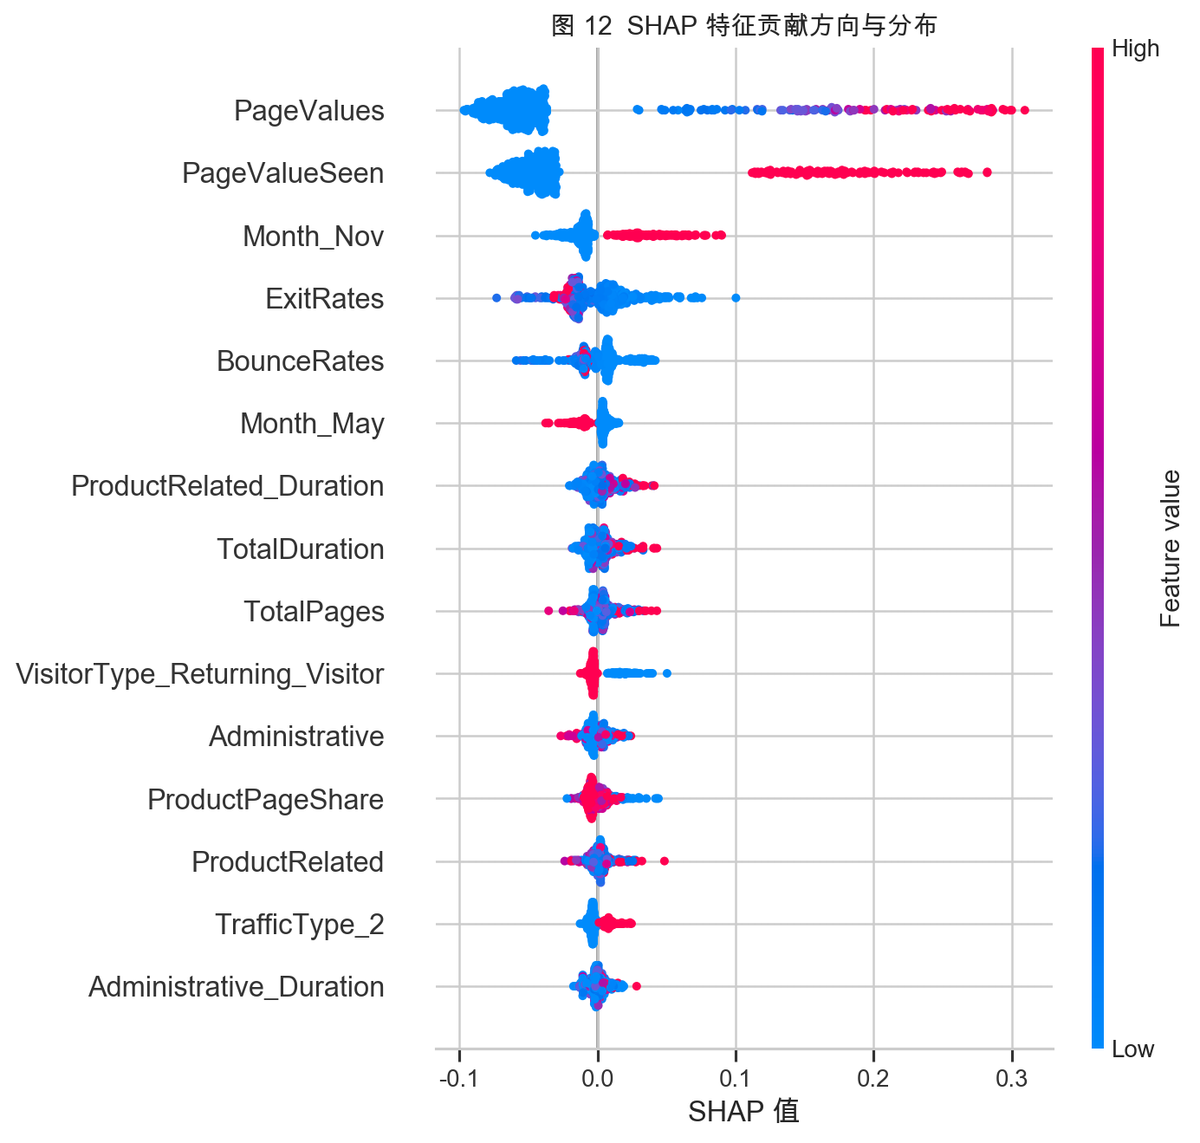 图 12 SHAP 特征贡献方向与分布
High
PageValues
PageValueSeen
Month_Nov
ExitRates
BounceRates
Month_May
ProductRelated_Duration
TotalDuration
TotalPages
VisitorType_Returning_Visitor
Administrative
ProductPageShare
ProductRelated
TrafficType_2
Administrative_Duration
Feature value
Low
-0.1 0.0 0.1 0.2 0.3
SHAP 值